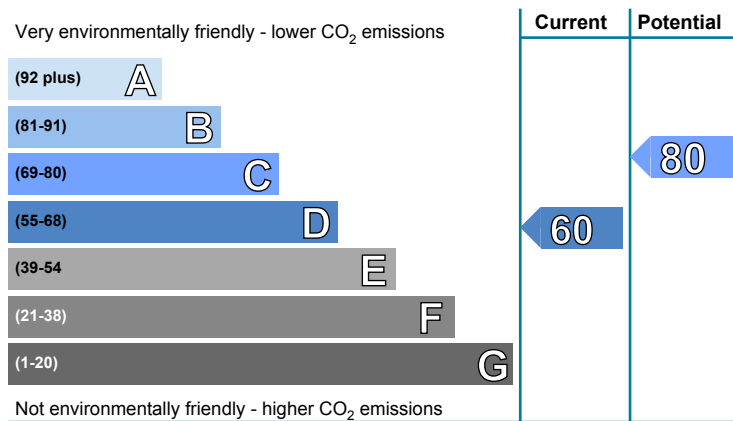 Current Potential
Very environmentally friendly - lower CO2 emissions
(92 plus) A
(81-91) B
80
(69-80) C
(55-68) D
60
(39-54 E
(21-38) F
(1-20) G
Not environmentally friendly - higher CO2 emissions